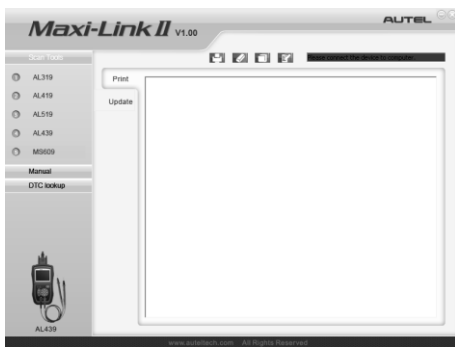 AUTEL
Maxi-Link II V1.00
Scan Tools
Please connect the device to computer.
AL319
AL419
AL519
AL439
MS609
Manual
DTC lookup
Print
Update
AL439
www.auteltech.com All Rights Reserved